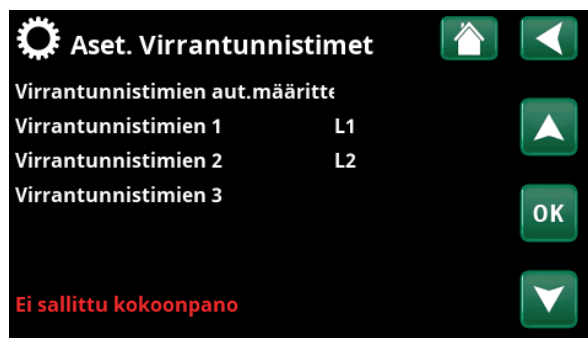 Aset. Virrantunnistimet
Virrantunnistimien aut.määritte
Virrantunnistimien 1 L1
Virrantunnistimien 2 L2
Virrantunnistimien 3
OK
Ei sallittu kokoonpano